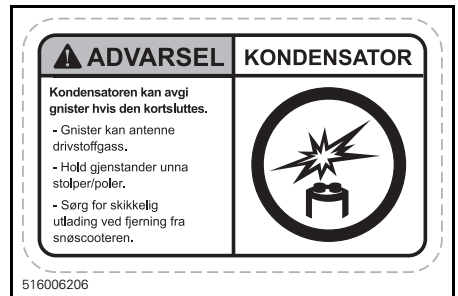 ADVARSEL
Kondensatoren kan avgi
gnister hvis den kortsluttes.
- Gnister kan antenne
drivstoffgass.
- Hold gjenstander unna
stolper/poler.
- Sørg for skikkelig
utlading ved fjerning fra
snøscooteren.
KONDENSATOR
516006206